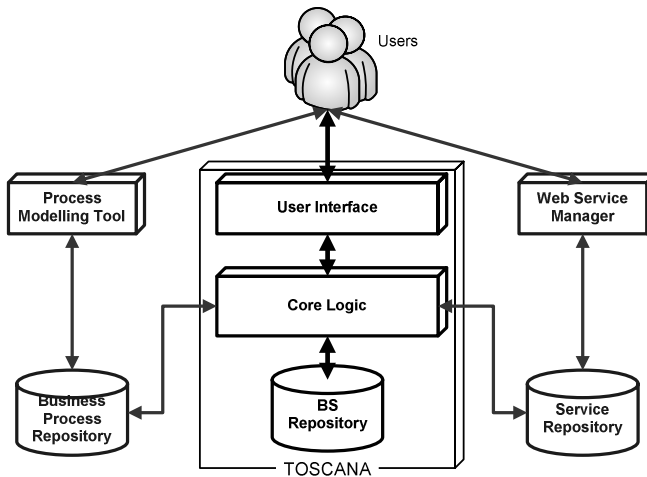 Users
Process
Modelling Tool
User Interface
Web Service
Manager
Core Logic
Business
Process
Repository
BS
Repository
Service
Repository
TOSCANA